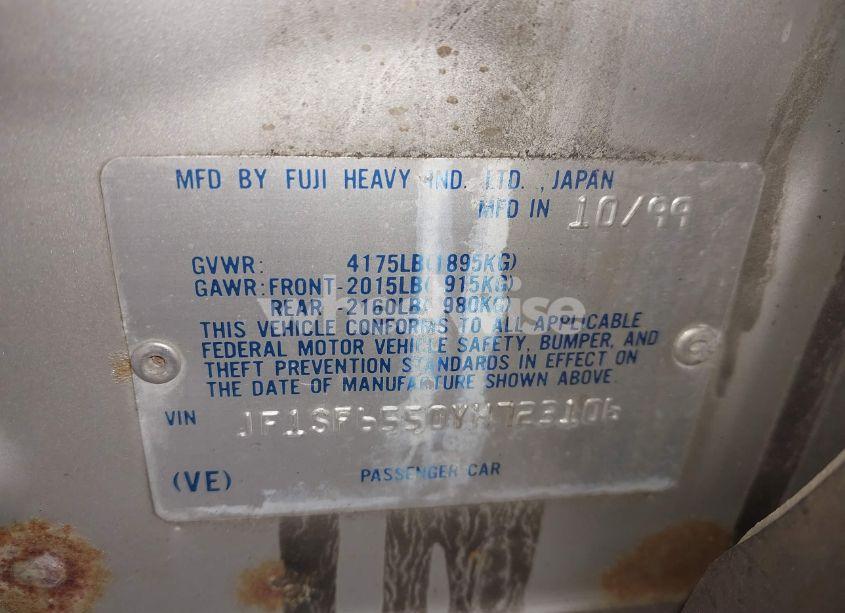 MFD BY FUJI HEAVY IND. LTD. ,JAPAN
MFD IN 10/99
GVWR: 4175LB(1895KG)
GAWR:FRONT-2015LB( 915KG)
REAR -2160LB( 980KG)
THIS VEHICLE CONFORMS TO ALL APPLICABLE
FEDERAL MOTOR VEHICLE SAFETY, BUMPER, AND
THEFT PREVENTION STANDARDS IN EFFECT ON
THE DATE OF MANUFACTURE SHOWN ABOVE.
VIN JF1SF6550YH723106
(VE) PASSENGER CAR